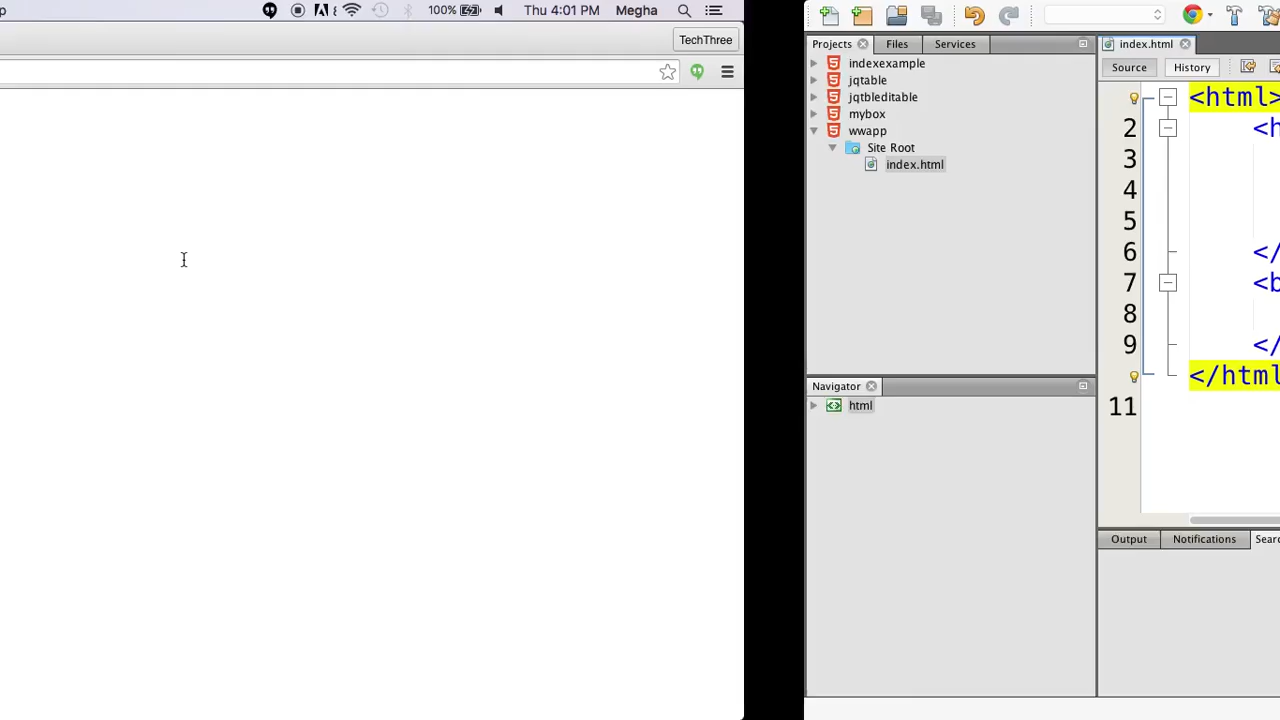 p 100% Thu 4:01 PM Megha
TechThree
Projects Files Services
indexexample
jqtable
jqtbleditable
mybox
wwapp
Site Root
index.html
Navigator
html
index.html
Source History
<html>
2 <h
3
4
5
6 </
7 <b
8
9 </
</html
11
Output Notifications Searc